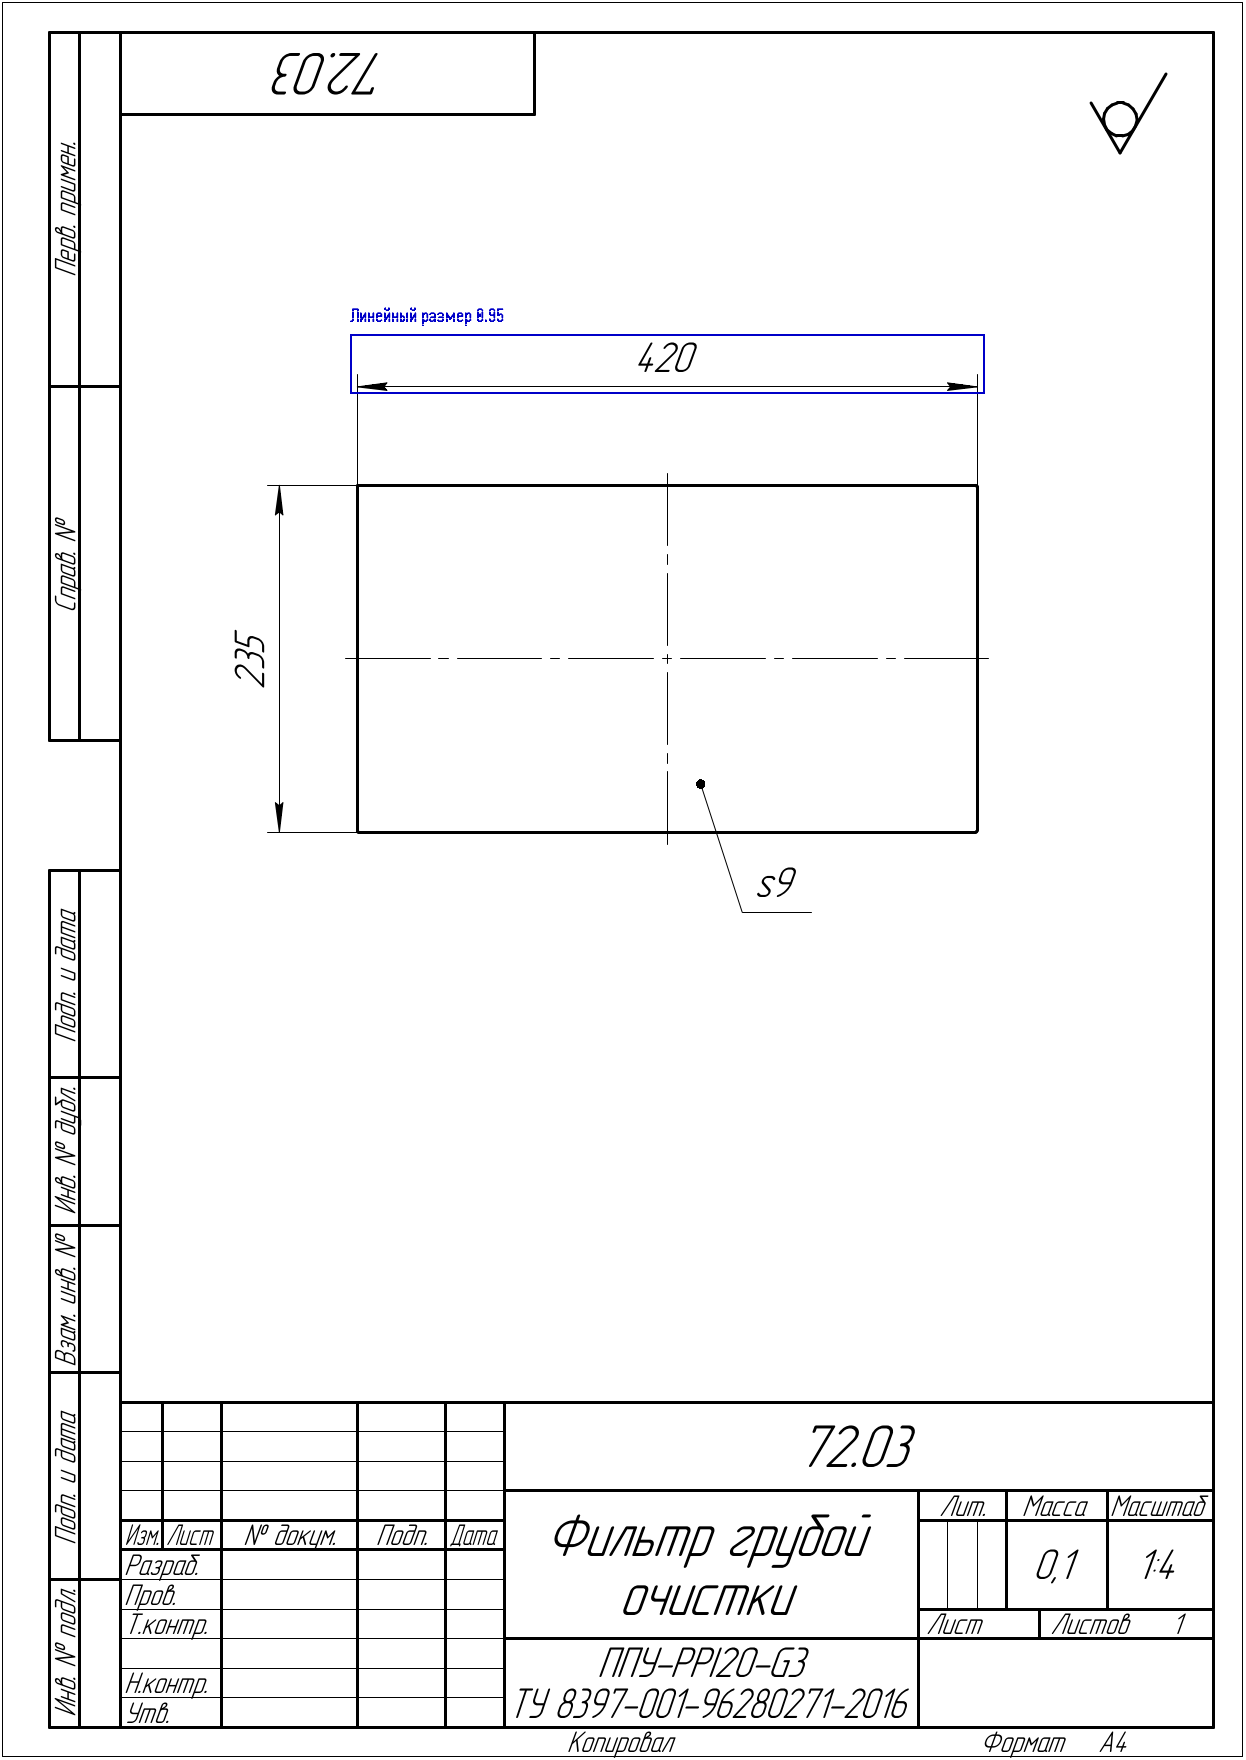 72.03
Перв. примен.
Справ. №
Линейный размер 0.95
420
235
s9
Подп. и дата
Инв. № дубл.
Взам. инв. №
Подп. и дата
Инв. № подл.
72.03
Лит. Масса Масштаб
Изм. Лист № докум. Подп. Дата
Фильтр грубой
очистки
0,1 1:4
Разраб.
Пров.
Т.контр.
Лист Листов 1
ППУ-PPI20-G3
Н.контр.
ТУ 8397-001-96280271-2016
Утв.
Копировал Формат А4